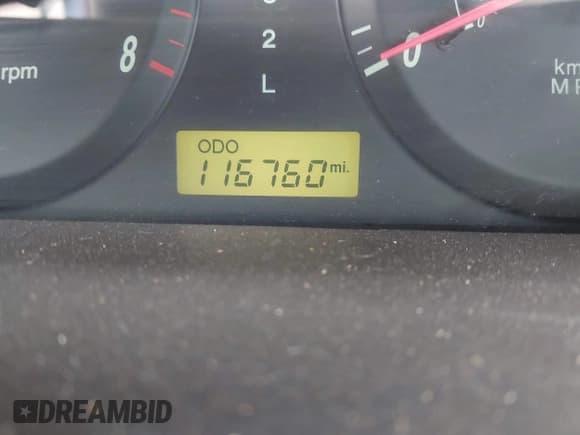 8
rpm
2
L
0
km
MP
ODO
116760 mi.
DREAMBID